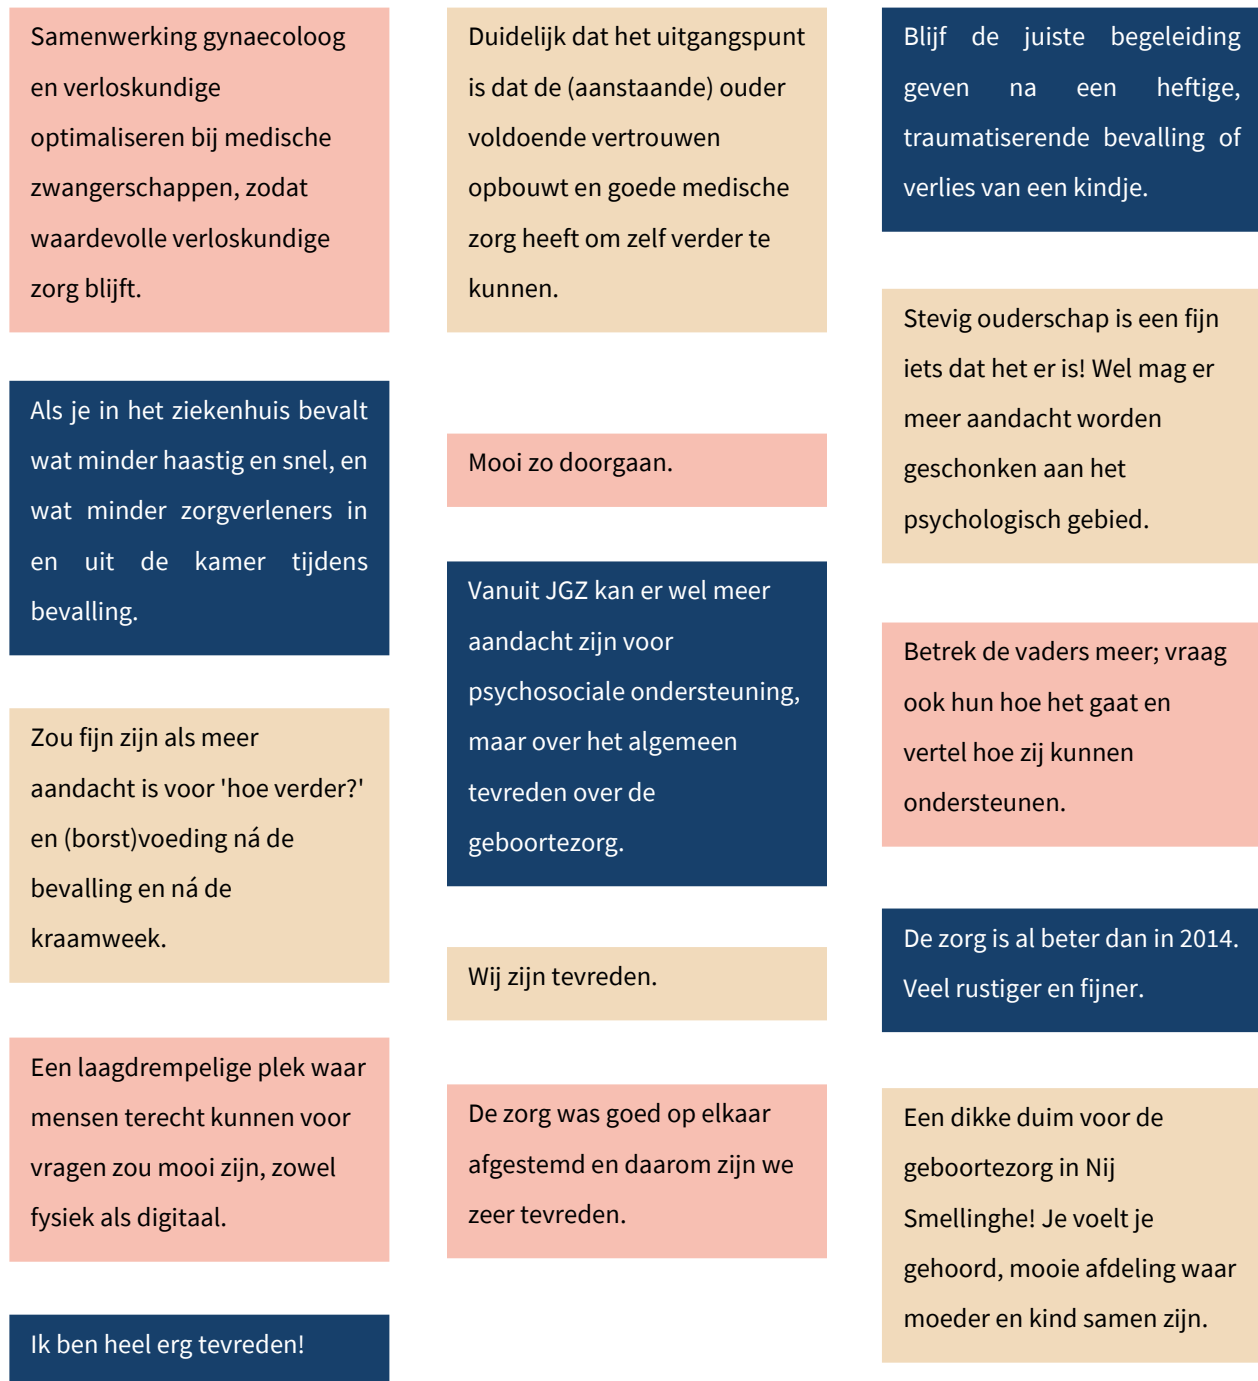 Samenwerking gynaecoloog
en verloskundige
optimaliseren bij medische
zwangerschappen, zodat
waardevolle verloskundige
zorg blijft.
Als je in het ziekenhuis bevalt
wat minder haastig en snel, en
wat minder zorgverleners in
en uit de kamer tijdens
bevalling.
Zou fijn zijn als meer
aandacht is voor 'hoe verder?'
en (borst)voeding ná de
bevalling en ná de
kraamweek.
Een laagdrempelige plek waar
mensen terecht kunnen voor
vragen zou mooi zijn, zowel
fysiek als digitaal.
Ik ben heel erg tevreden!
Duidelijk dat het uitgangspunt
is dat de (aanstaande) ouder
voldoende vertrouwen
opbouwt en goede medische
zorg heeft om zelf verder te
kunnen.
Mooi zo doorgaan.
Vanuit JGZ kan er wel meer
aandacht zijn voor
psychosociale ondersteuning,
maar over het algemeen
tevreden over de
geboortezorg.
Wij zijn tevreden.
De zorg was goed op elkaar
afgestemd en daarom zijn we
zeer tevreden.
Blijf de juiste begeleiding
geven na een heftige,
traumatiserende bevalling of
verlies van een kindje.
Stevig ouderschap is een fijn
iets dat het er is! Wel mag er
meer aandacht worden
geschonken aan het
psychologisch gebied.
Betrek de vaders meer; vraag
ook hun hoe het gaat en
vertel hoe zij kunnen
ondersteunen.
De zorg is al beter dan in 2014.
Veel rustiger en fijner.
Een dikke duim voor de
geboortezorg in Nij
Smellinghe! Je voelt je
gehoord, mooie afdeling waar
moeder en kind samen zijn.